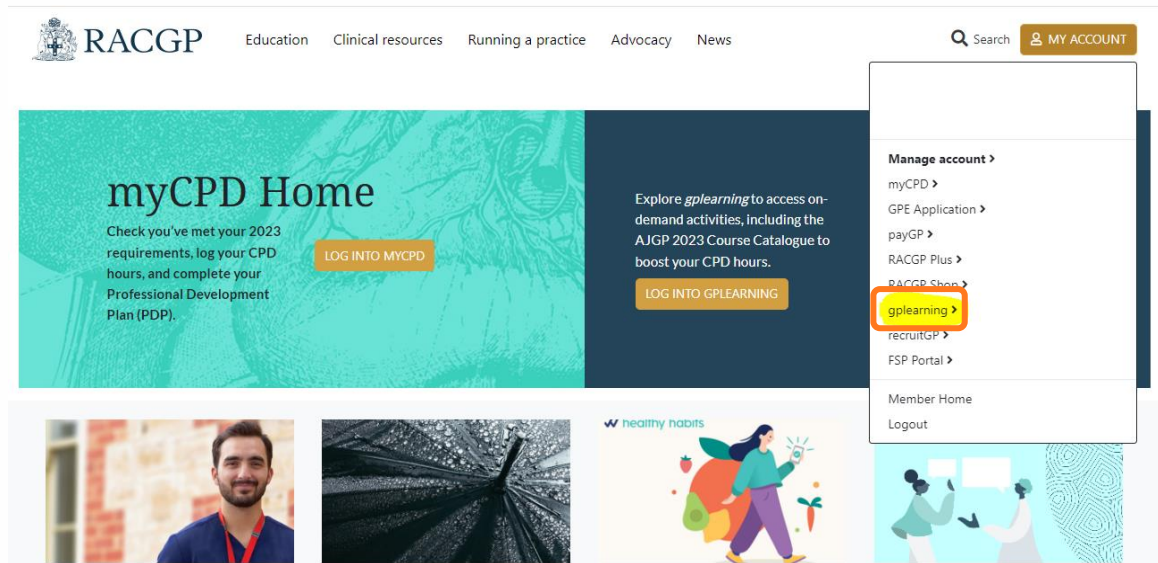 RACGP
Education Clinical resources Running a practice Advocacy News
Search
MY ACCOUNT
myCPD Home
Check you've met your 2023
requirements, log your CPD
hours, and complete your
Professional Development
Plan (PDP).
LOG INTO MYCPD
Explore gplearning to access on-
demand activities, including the
AJGP 2023 Course Catalogue to
boost your CPD hours.
LOG INTO GPLEARNING
Manage account >
myCPD >
GPE Application >
payGP >
RACGP Plus >
RACGP Shop >
gplearning >
recruitGP >
FSP Portal >
Member Home
Logout
healthy habits